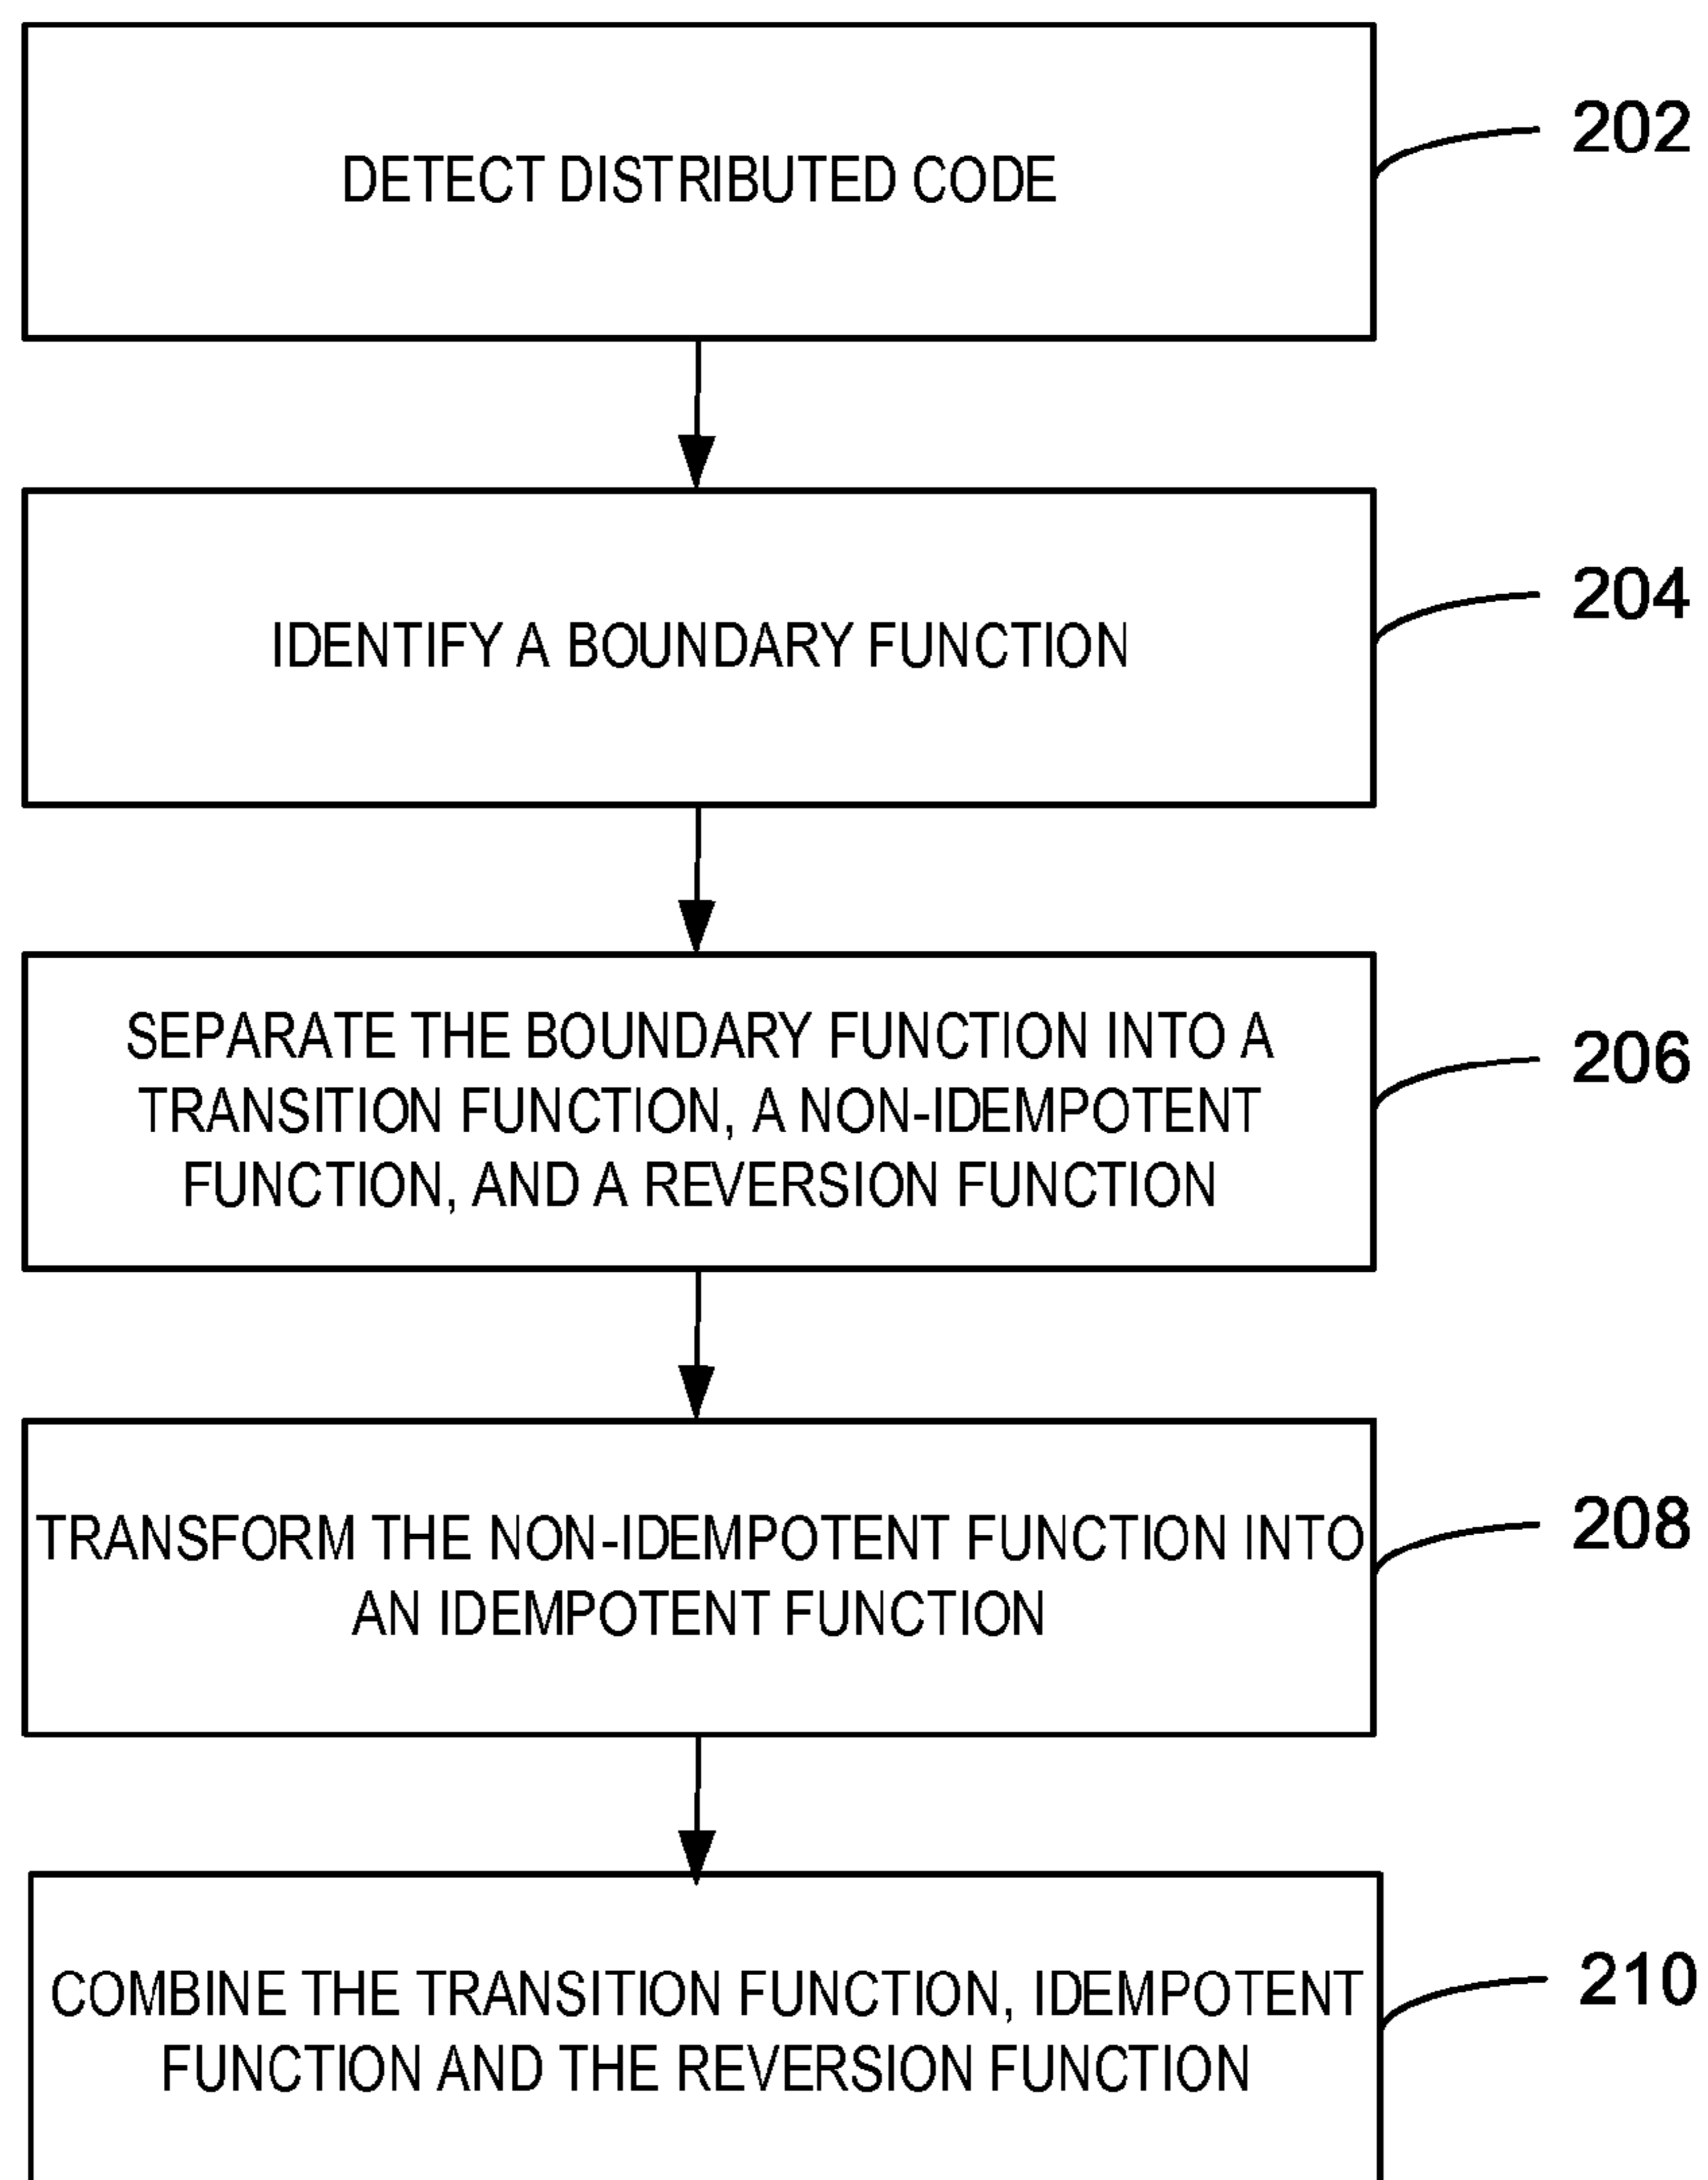 DETECT DISTRIBUTED CODE
202
IDENTIFY A BOUNDARY FUNCTION
204
SEPARATE THE BOUNDARY FUNCTION INTO A
TRANSITION FUNCTION, A NON-IDEMPOTENT
FUNCTION, AND A REVERSION FUNCTION
206
TRANSFORM THE NON-IDEMPOTENT FUNCTION INTO
AN IDEMPOTENT FUNCTION
208
COMBINE THE TRANSITION FUNCTION, IDEMPOTENT
FUNCTION AND THE REVERSION FUNCTION
210